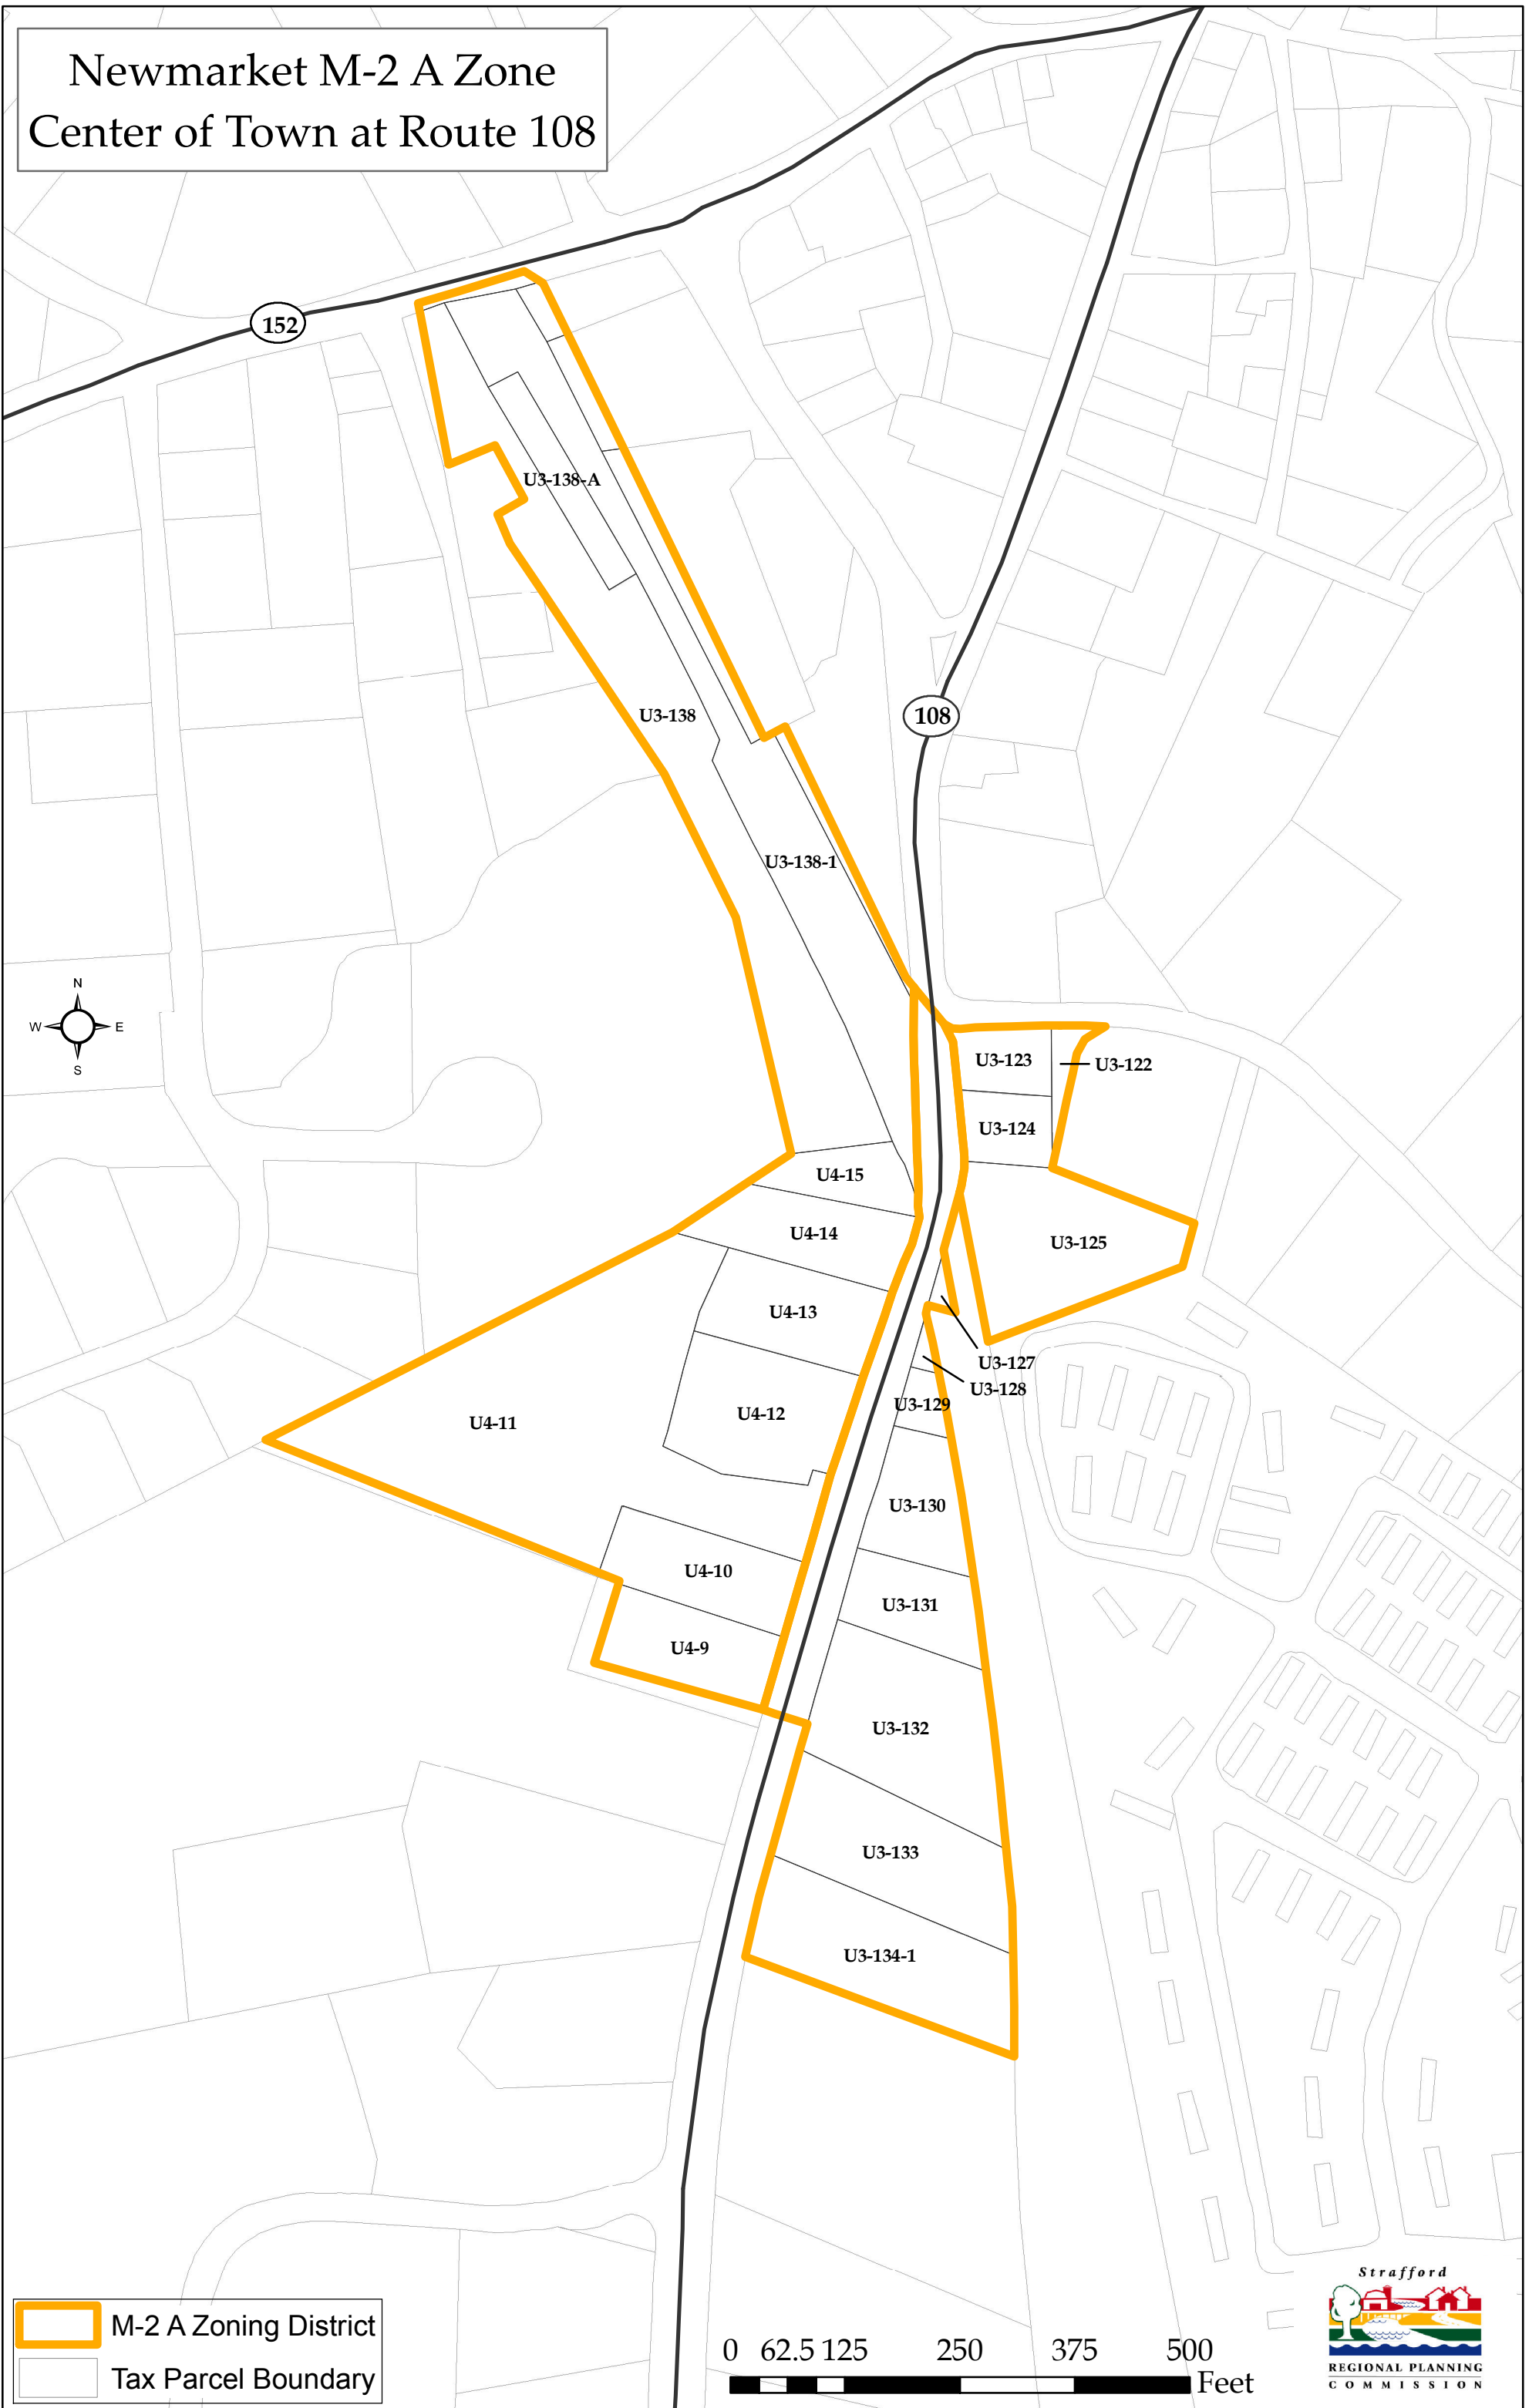 Newmarket M-2 A Zone
Center of Town at Route 108
152
U3-138-A
U3-138
108
U3-138-1
N
W E
S
U3-123
U3-122
U3-124
U4-15
U4-14
U3-125
U4-13
U3-127
U3-128
U3-129
U4-12
U4-11
U3-130
U4-10
U3-131
U4-9
U3-132
U3-133
U3-134-1
M-2 A Zoning District
Tax Parcel Boundary
0 62.5 125 250 375 500
Feet
Strafford
REGIONAL PLANNING
COMMISSION